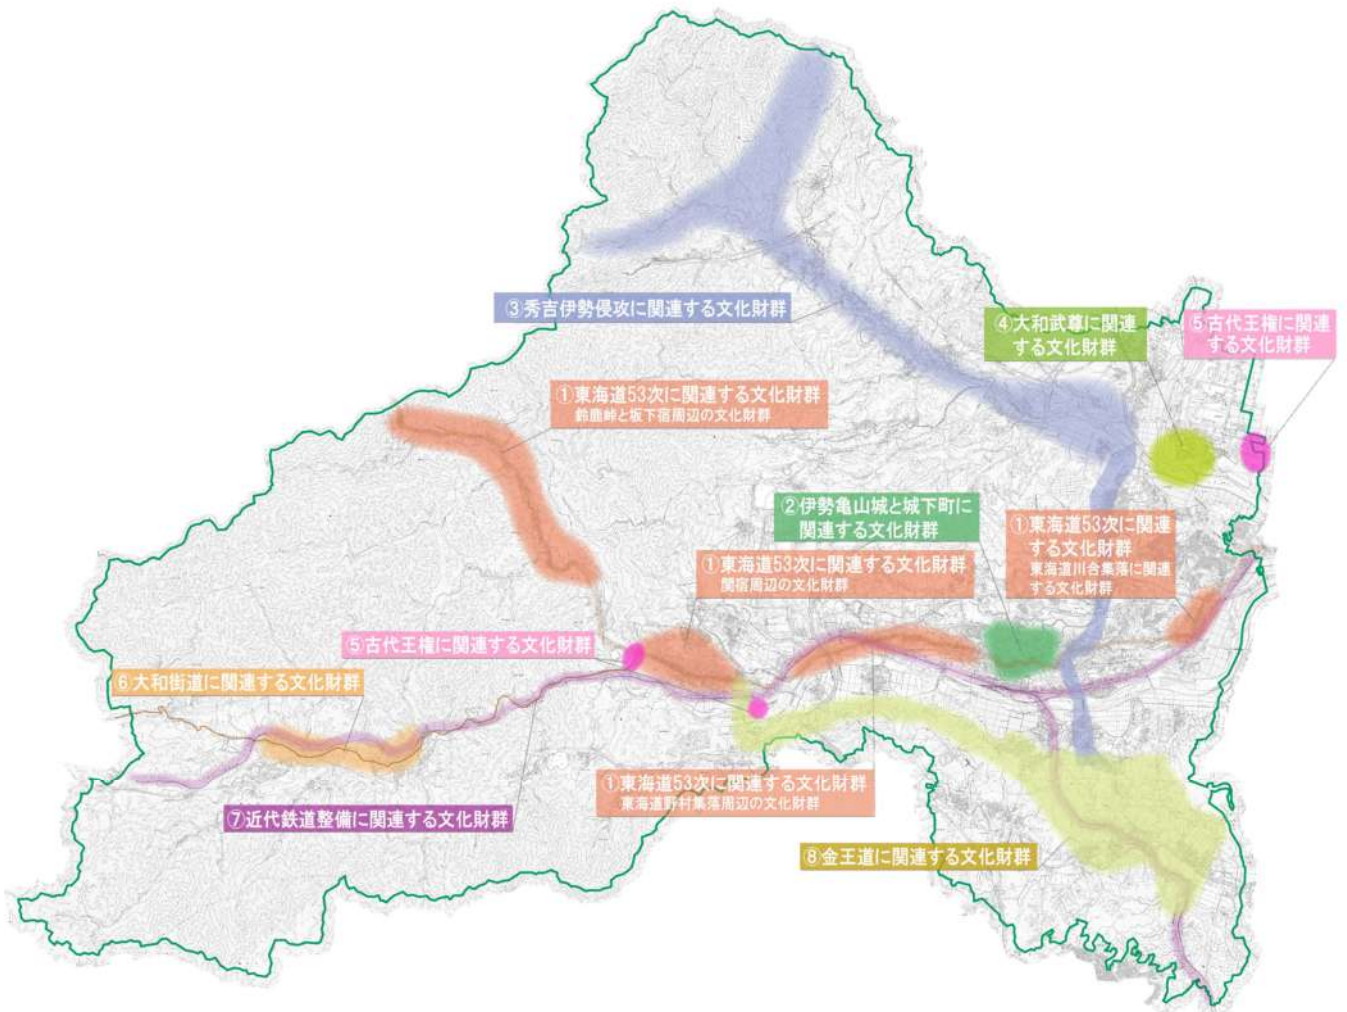 ③秀吉伊勢侵攻に関連する文化財群
④大和武尊に関連
する文化財群
⑤古代王権に関連
する文化財群
①東海道53次に関連する文化財群
鈴鹿峠と坂下宿周辺の文化財群
②伊勢亀山城と城下町に
関連する文化財群
①東海道53次に関連
する文化財群
東海道川合集落に関連
する文化財群
①東海道53次に関連する文化財群
関宿周辺の文化財群
⑤古代王権に関連する文化財群
⑥大和街道に関連する文化財群
①東海道53次に関連する文化財群
東海道野村集落周辺の文化財群
⑦近代鉄道整備に関連する文化財群
⑧金王道に関連する文化財群